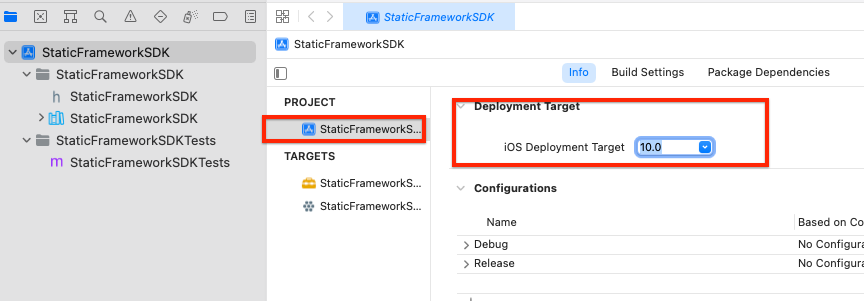 StaticFrameworkSDK
StaticFrameworkSDK
StaticFrameworkSDK
StaticFrameworkSDK
StaticFrameworkSDK
StaticFrameworkSDKTests
StaticFrameworkSDKTests
StaticFrameworkSDK
Info
Build Settings
Package Dependencies
PROJECT
StaticFrameworkS...
TARGETS
StaticFrameworkS...
StaticFrameworkS...
Deployment Target
iOS Deployment Target
10.0
Configurations
Name
Based on Co
Debug
No Configura
Release
No Configura